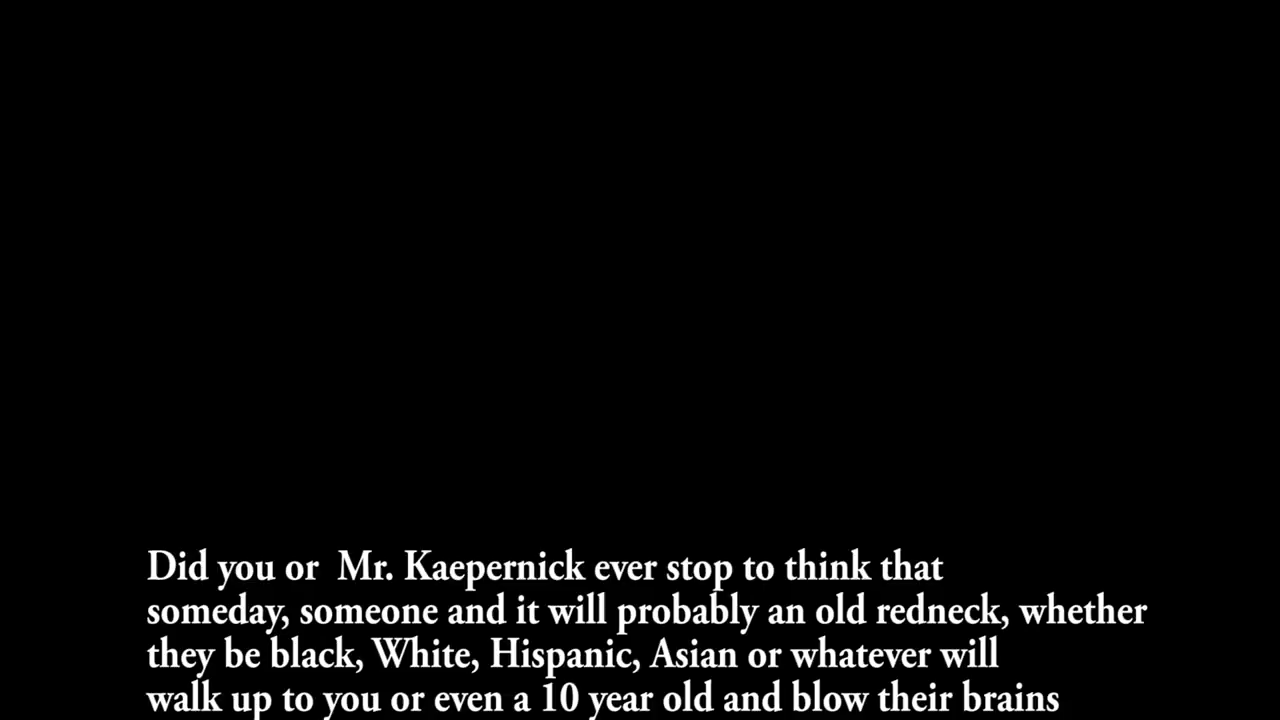 Did you or  Mr. Kaepernick ever stop to think that
someday, someone and it will probably an old redneck, whether
they be black, White, Hispanic, Asian or whatever will
walk up to you or even a 10 year old and blow their brains